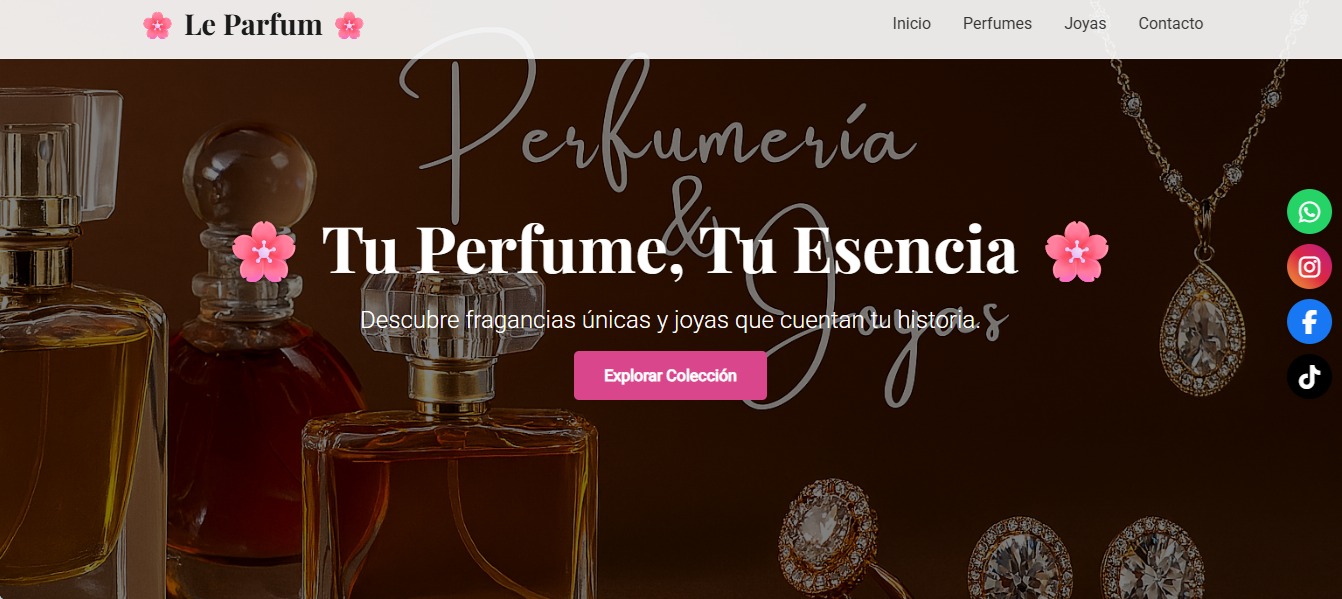 🌸 Le Parfum 🌸
Inicio Perfumes Joyas Contacto
Perfumería
&
Joyas
🌸 Tu Perfume, Tu Esencia 🌸
Descubre fragancias únicas y joyas que cuentan tu historia.
Explorar Colección